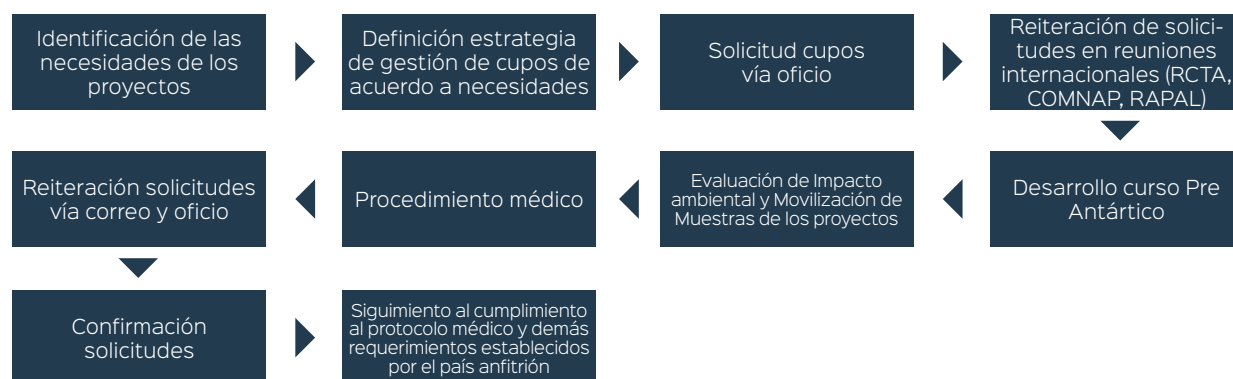 Identificación de las
necesidades de los
proyectos
Definición estrategia
de gestión de cupos de
acuerdo a necesidades
Solicitud cupos
vía oficio
Reiteración de solici-
tudes en reuniones
internacionales (RCTA,
COMNAP, RAPAL)
Desarrollo curso Pre
Antártico
Evaluación de Impacto
ambiental y Movilización de
Muestras de los proyectos
Procedimiento médico
Reiteración solicitudes
vía correo y oficio
Confirmación
solicitudes
Siguimiento al cumplimiento
al protocolo médico y demás
requerimientos establecidos
por el país anfitrión